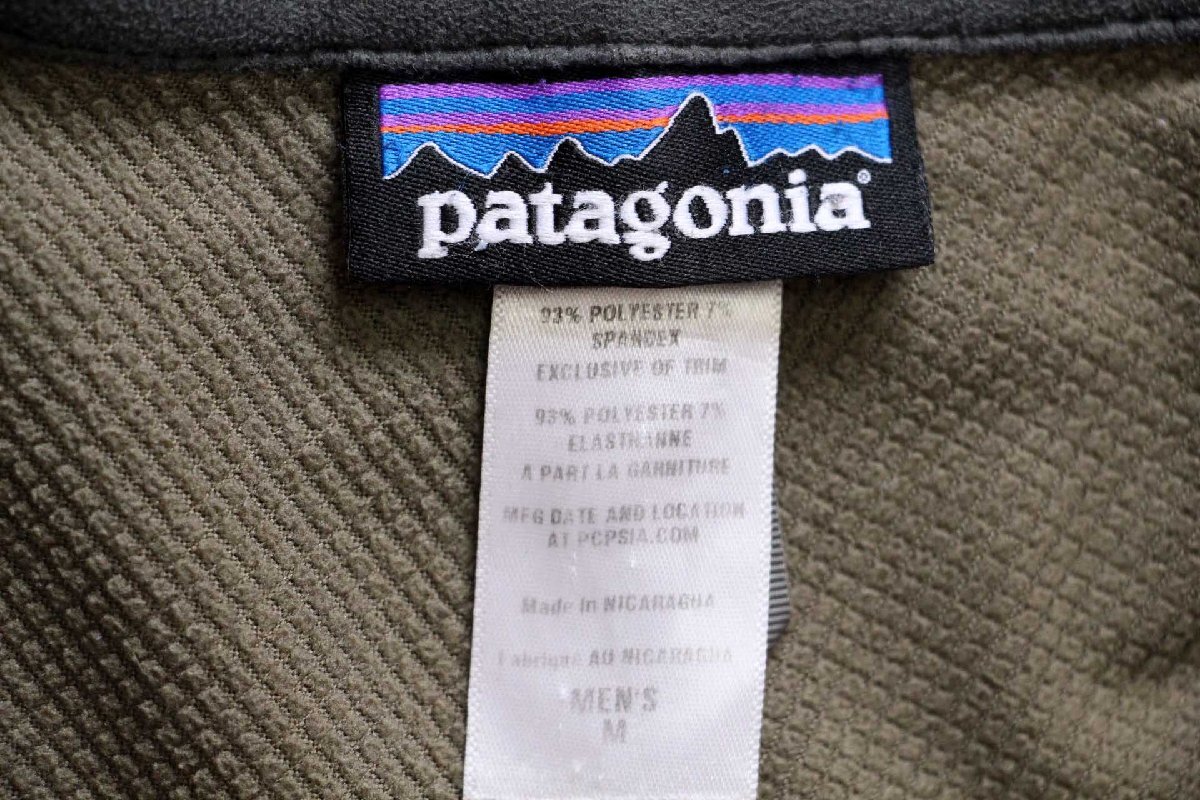 patagonia®
93% POLYESTER 7%
SPANDEX
EXCLUSIVE OF TRIM
93% POLYESTER 7%
ELASTHANNE
A PART LA GARNITURE
MFG DATE AND LOCATION
AT PCPSIA.COM
Made In NICARAGUA
Fabriqué AU NICARAGUA
MEN'S
M